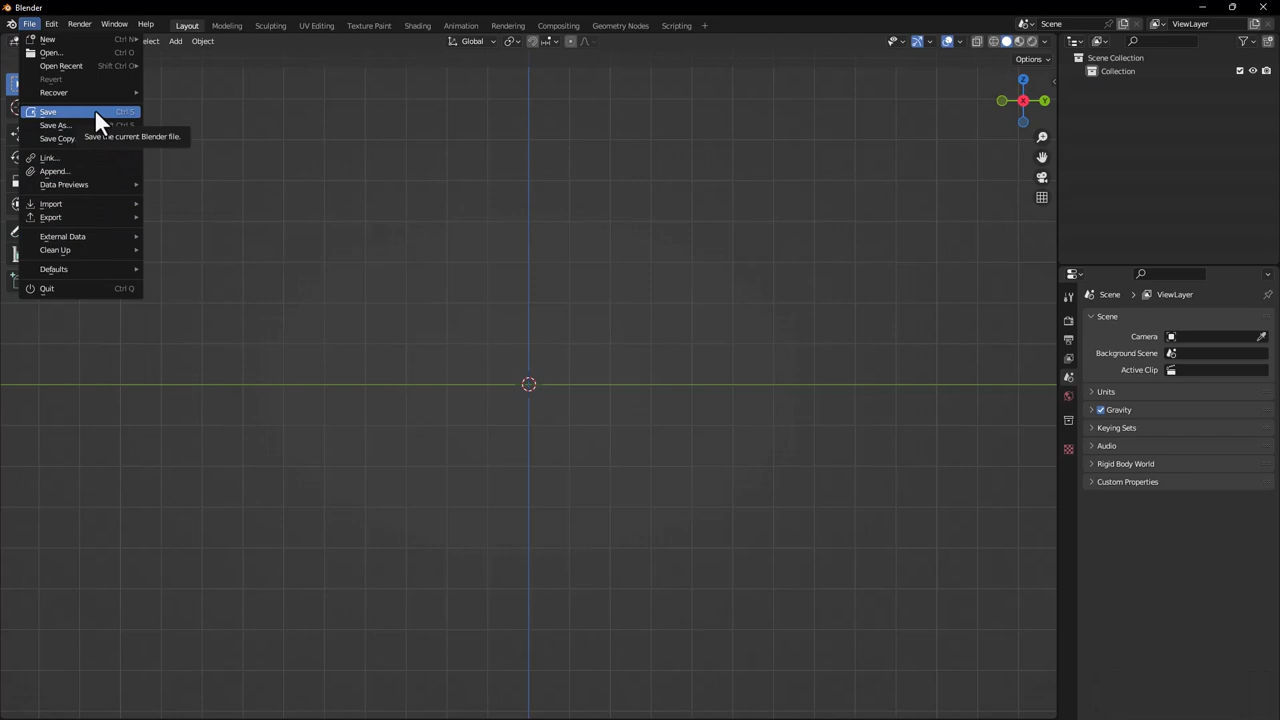 Blender
File Edit Render Window Help Layout Modeling Sculpting UV Editing Texture Paint Shading Animation Rendering Compositing Geometry Nodes Scripting + Scene ViewLayer
New Ctrl N
elect Add Object Global
Open... Ctrl O
Options
Open Recent Shift Ctrl O
Revert
Recover
Save Ctrl S
Save As... Ctrl S
Save Copy
Save the current Blender file.
Link...
Append...
Data Previews
Import
Export
External Data
Clean Up
Defaults
Quit Ctrl Q
Z
X
Y
Scene Collection
Collection
Scene > ViewLayer
Scene
Camera
Background Scene
Active Clip
Units
Gravity
Keying Sets
Audio
Rigid Body World
Custom Properties